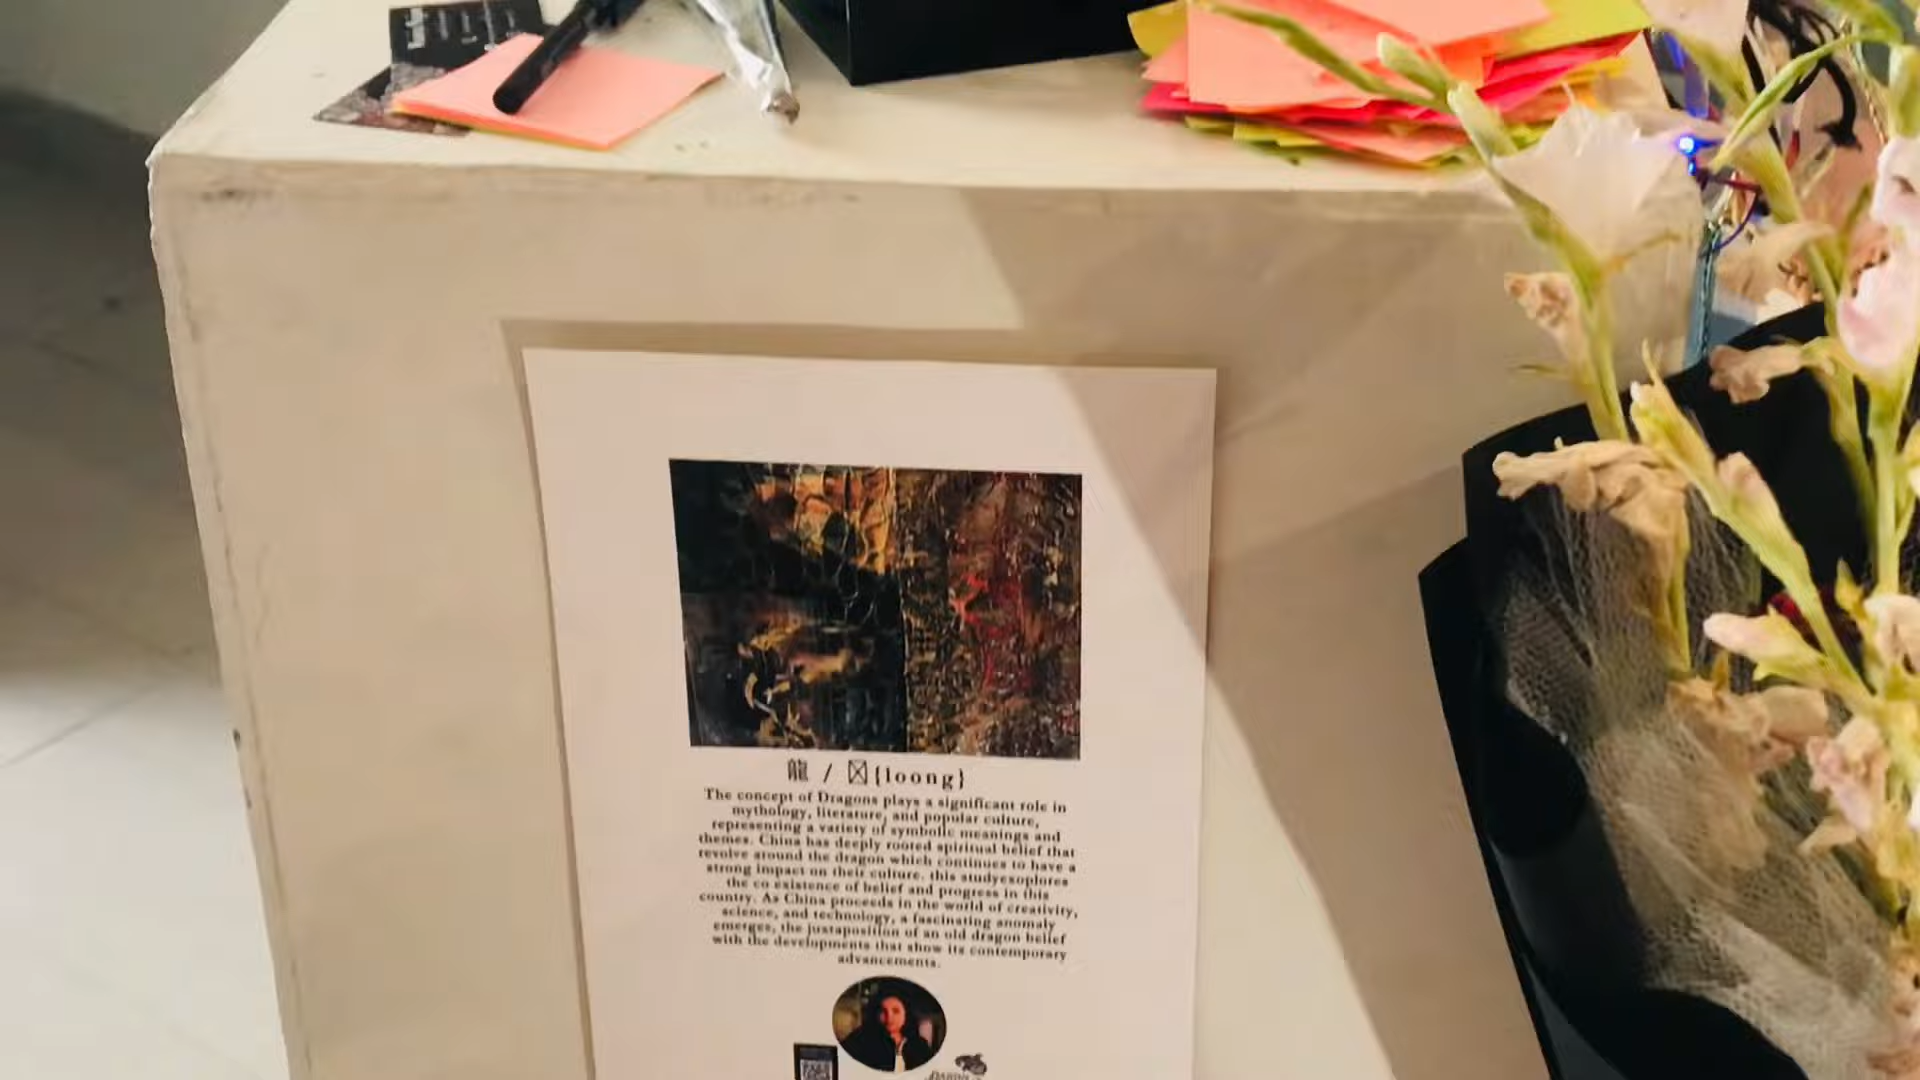 龍 / {loong}
The concept of Dragons plays a significant role in
mythology, literature, and popular culture,
representing a variety of symbolic meanings and
themes. China has deeply rooted spiritual belief that
revolve around the dragon which continues to have a
strong impact on their culture. this studyexoplores
the co existence of belief and progress in this
country. As China proceeds in the world of creativity,
science, and technology, a fascinating anomaly
emerges, the juxtaposition of an old dragon belief
with the developments that show its contemporary
advancements.